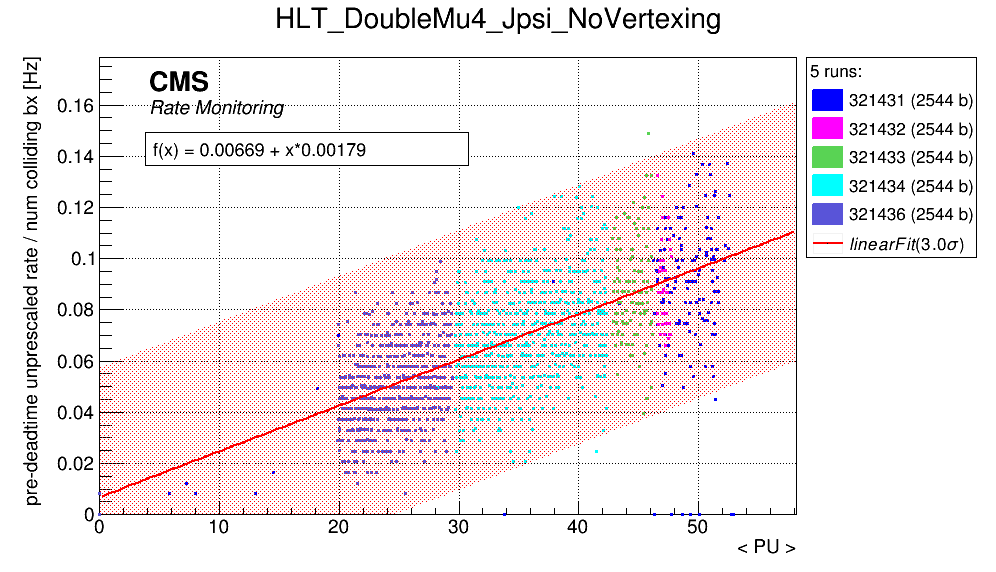 HLT_DoubleMu4_Jpsi_NoVertexing
pre-deadtime unprescaled rate / num colliding bx [Hz]
CMS
Rate Monitoring
f(x) = 0.00669 + x*0.00179
0.16
0.14
0.12
0.1
0.08
0.06
0.04
0.02
0
0 10 20 30 40 50
< PU >
5 runs:
321431 (2544 b)
321432 (2544 b)
321433 (2544 b)
321434 (2544 b)
321436 (2544 b)
linearFit(3.0σ)